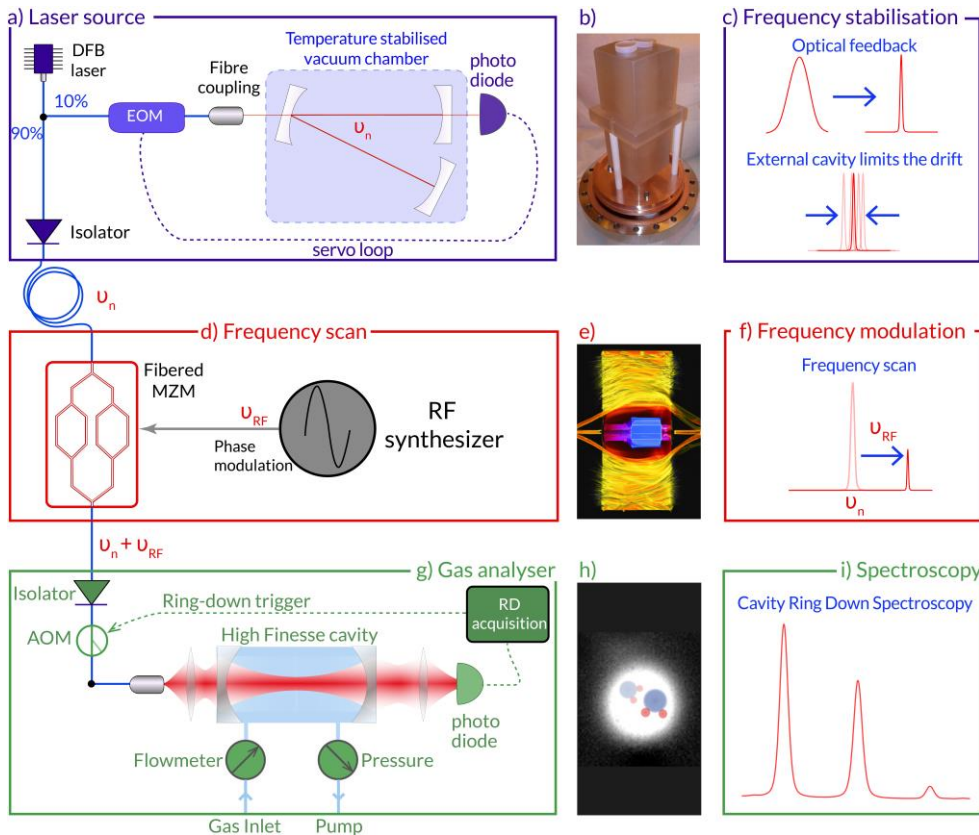 a) Laser source
DFB
laser
10%
90%
EOM
Fibre
coupling
Temperature stabilised
vacuum chamber
υn
photo
diode
Isolator
servo loop
υn
b)
c) Frequency stabilisation
Optical feedback
External cavity limits the drift
d) Frequency scan
Fibered
MZM
υRF
Phase
modulation
RF
synthesizer
υn + υRF
e)
f) Frequency modulation
Frequency scan
υRF
υn
g) Gas analyser
Isolator
Ring-down trigger
RD
acquisition
AOM
High Finesse cavity
photo
diode
Flowmeter
Pressure
Gas Inlet
Pump
h)
i) Spectroscopy
Cavity Ring Down Spectroscopy